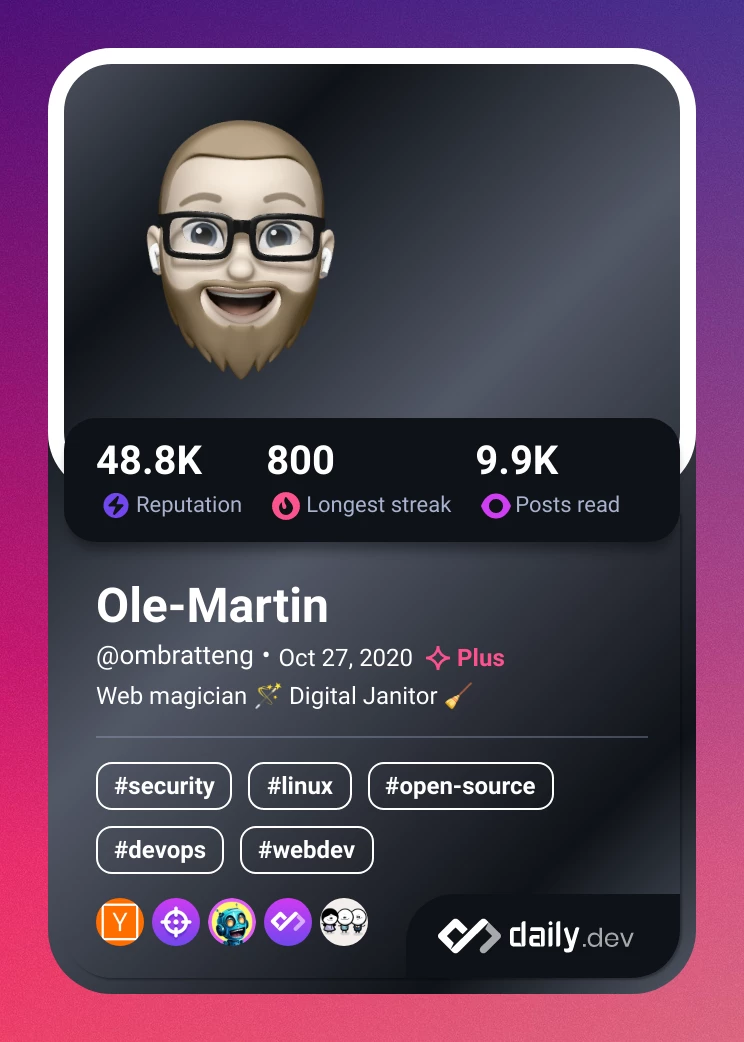 48.8K 800 9.9K
Reputation Longest streak Posts read
Ole-Martin
@ombratteng • Oct 27, 2020 Plus
Web magician 🪄 Digital Janitor 🧹
#security #linux #open-source
#devops #webdev
Y
daily.dev